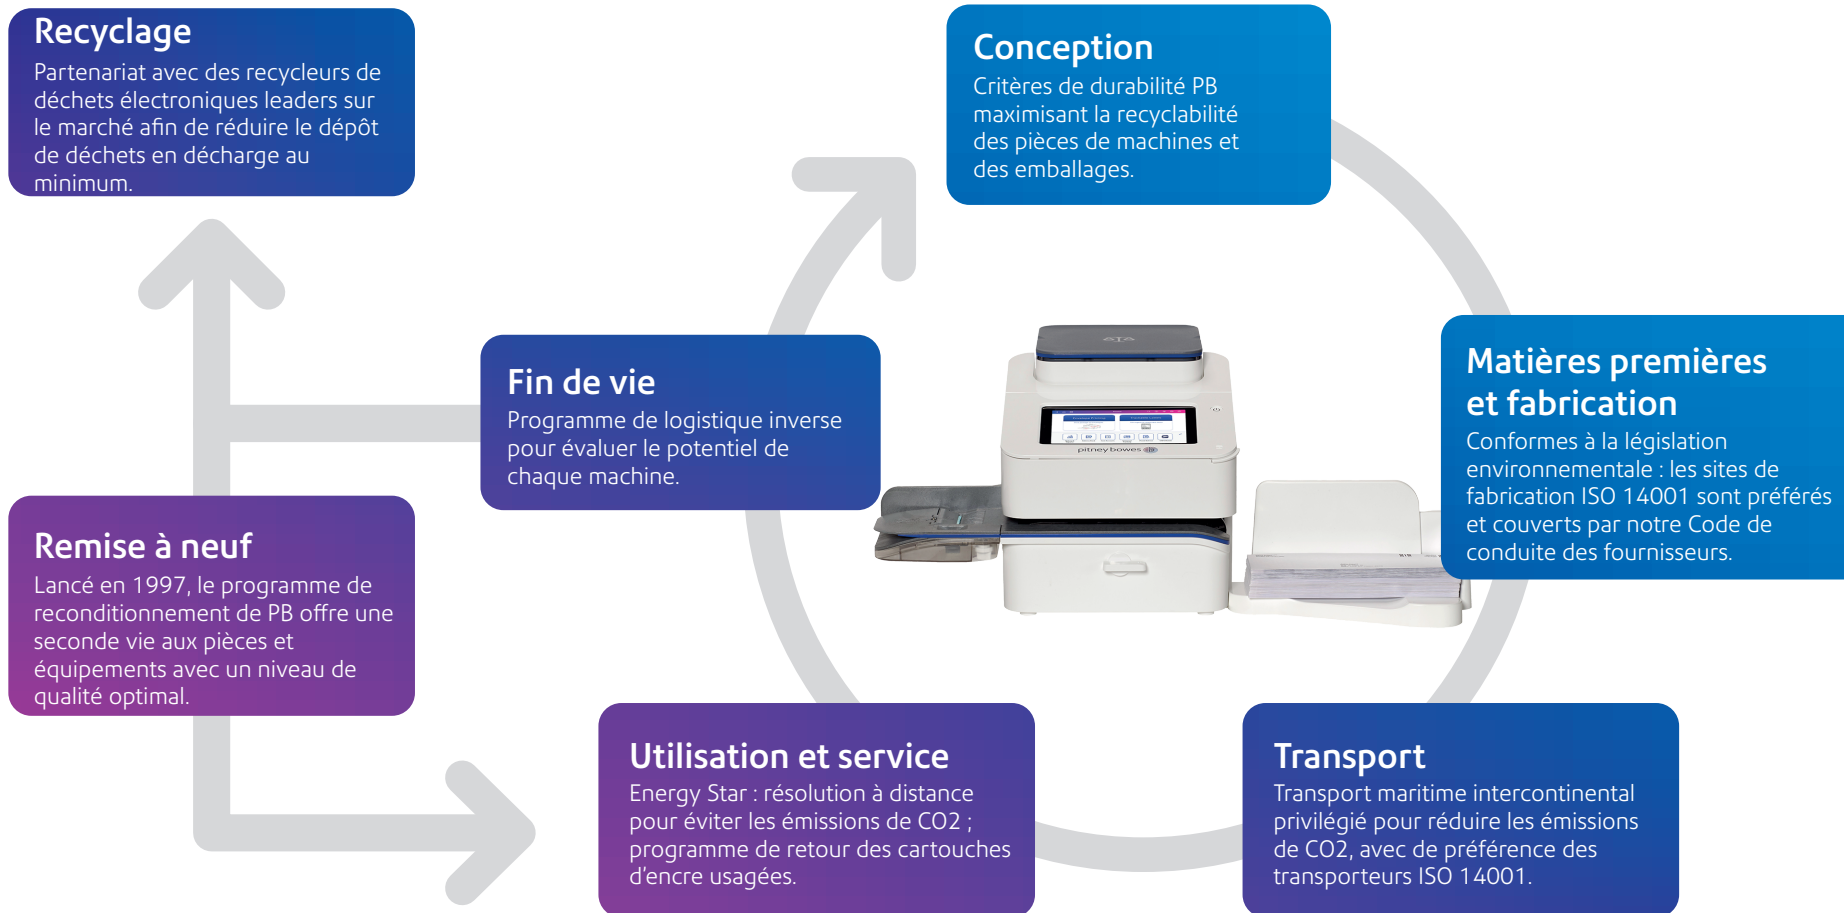 Recyclage
Partenariat avec des recycleurs de
déchets électroniques leaders sur
le marché afin de réduire le dépôt
de déchets en décharge au
minimum.
Conception
Critères de durabilité PB
maximisant la recyclabilité
des pièces de machines et
des emballages.
Fin de vie
Programme de logistique inverse
pour évaluer le potentiel de
chaque machine.
Matières premières
et fabrication
Conformes à la législation
environnementale : les sites de
fabrication ISO 14001 sont préférés
et couverts par notre Code de
conduite des fournisseurs.
pitney bowes
Remise à neuf
Lancé en 1997, le programme de
reconditionnement de PB offre une
seconde vie aux pièces et
équipements avec un niveau de
qualité optimal.
Utilisation et service
Energy Star : résolution à distance
pour éviter les émissions de CO2 ;
programme de retour des cartouches
d'encre usagées.
Transport
Transport maritime intercontinental
privilégié pour réduire les émissions
de CO2, avec de préférence des
transporteurs ISO 14001.